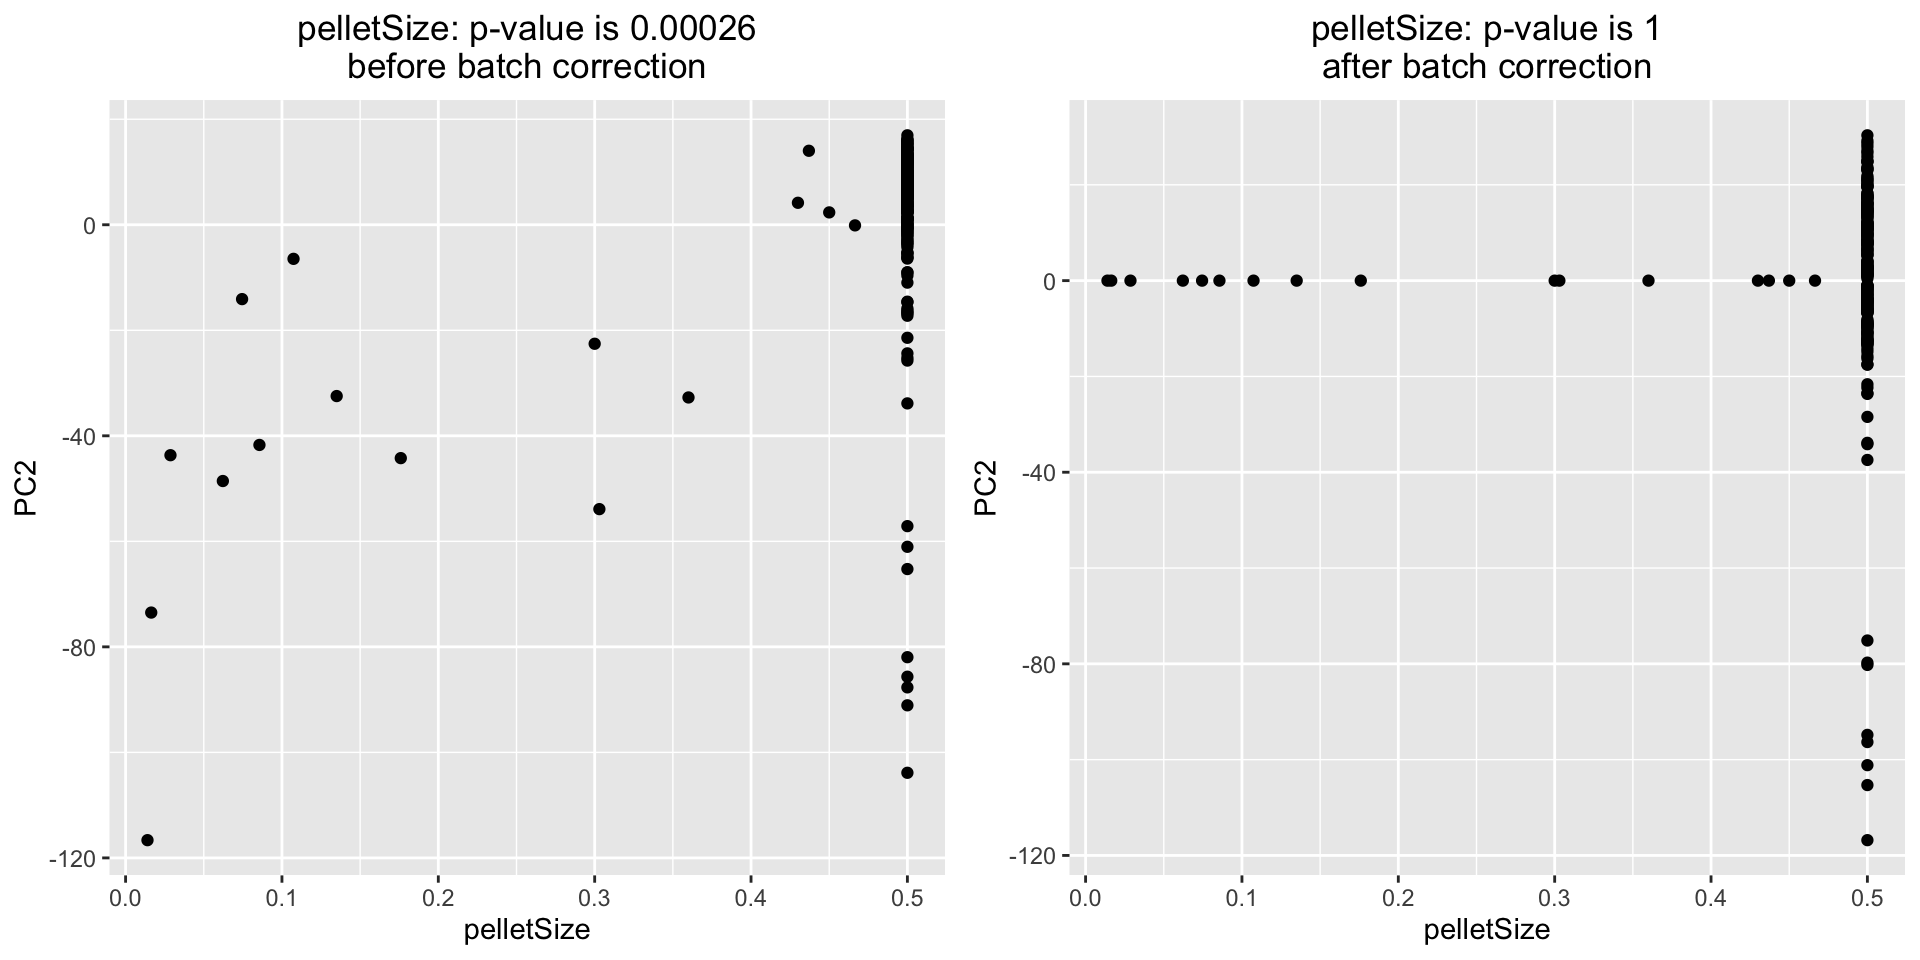 pelletSize: p-value is 0.00026
before batch correction
PC2
0
-40
-80
-120
0.0 0.1 0.2 0.3 0.4 0.5
pelletSize
pelletSize: p-value is 1
after batch correction
PC2
0
-40
-80
-120
0.0 0.1 0.2 0.3 0.4 0.5
pelletSize